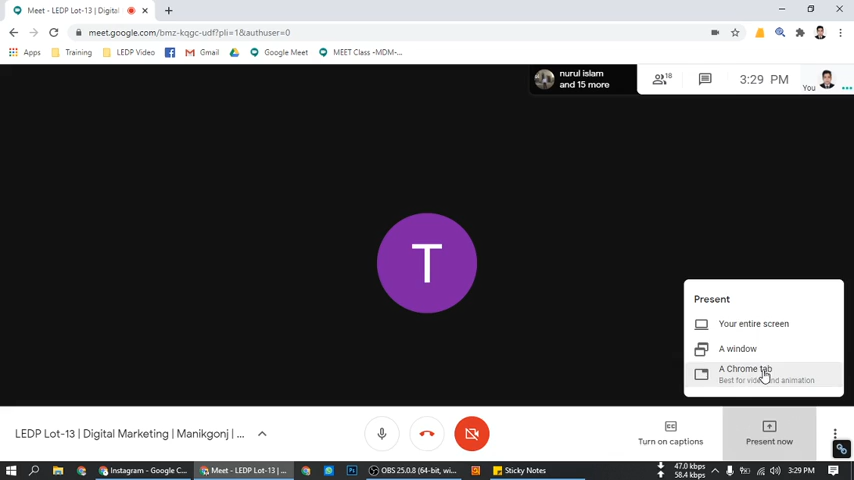 Meet - LEDP Lot-13 | Digital
meet.google.com/bmz-kqgc-udf?pli=1&authuser=0
Apps Training LEDP Video Gmail Google Meet MEET Class -MDM-...
nurul islam
and 15 more
18
3:29 PM
You
T
Present
Your entire screen
A window
A Chrome tab
Best for video and animation
LEDP Lot-13 | Digital Marketing | Manikgonj | ...
CC
Turn on captions
Present now
Instagram - Google C...
Meet - LEDP Lot-13 | ...
Ps
OBS 25.0.8 (64-bit, wi...
Sticky Notes
47.0 kbps
58.4 kbps
3:29 PM